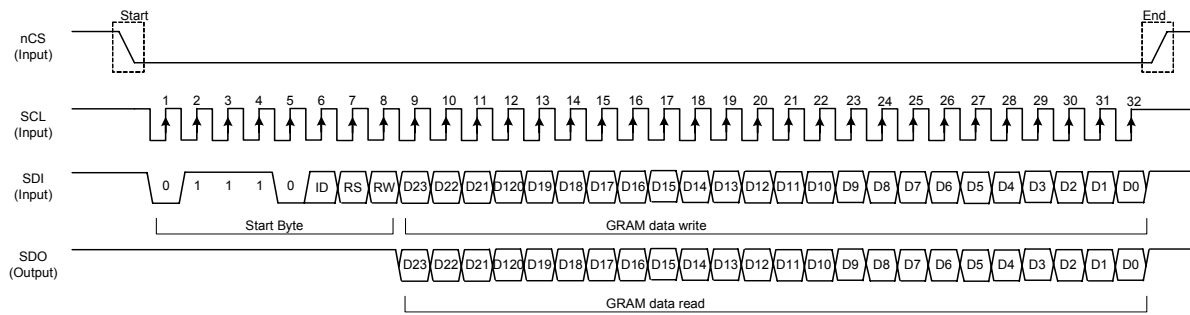 Start End
nCS
(Input)
1 2 3 4 5 6 7 8 9 10 11 12 13 14 15 16 17 18 19 20 21 22 23 24 25 26 27 28 29 30 31 32
SCL
(Input)
SDI
(Input)
0 1 1 1 0 ID RS RW D23 D22 D21 D120 D19 D18 D17 D16 D15 D14 D13 D12 D11 D10 D9 D8 D7 D6 D5 D4 D3 D2 D1 D0
Start Byte GRAM data write
SDO
(Output)
D23 D22 D21 D120 D19 D18 D17 D16 D15 D14 D13 D12 D11 D10 D9 D8 D7 D6 D5 D4 D3 D2 D1 D0
GRAM data read